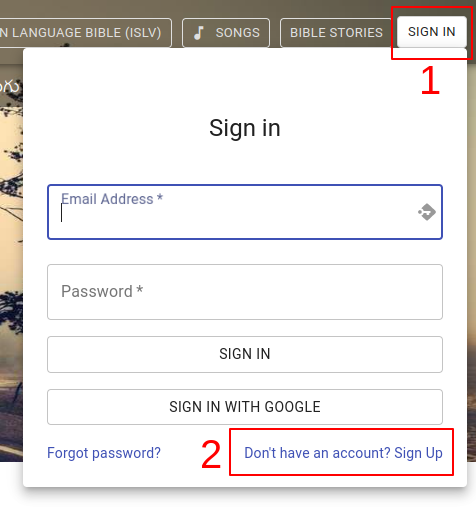 N LANGUAGE BIBLE (ISLV)
SONGS
BIBLE STORIES
SIGN IN
1
Sign in
Email Address *
Password *
SIGN IN
SIGN IN WITH GOOGLE
Forgot password?
2
Don't have an account? Sign Up